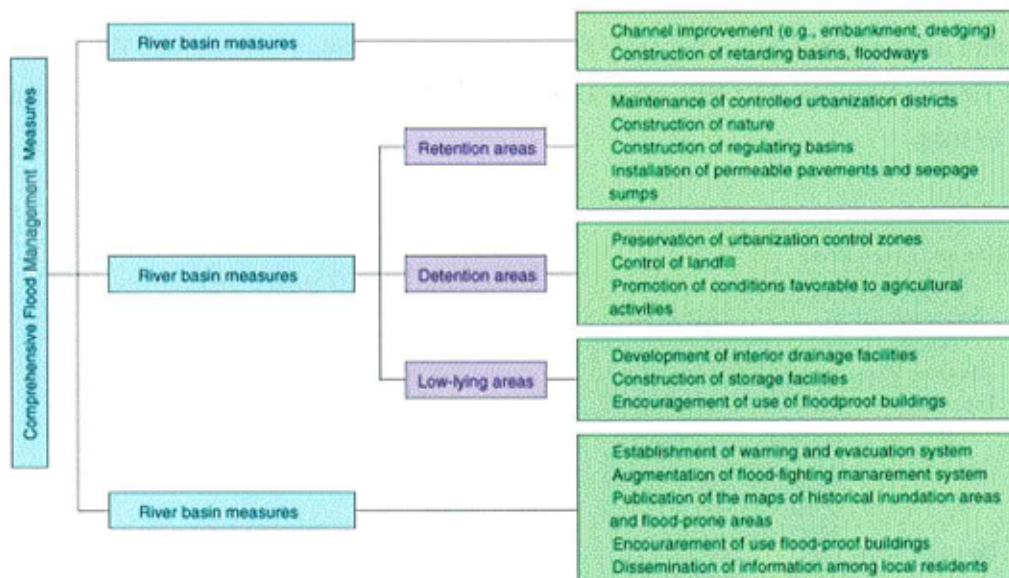 Comprehensive Flood Management Measures
River basin measures
Channel improvement (e.g., embankment, dredging)
Construction of retarding basins, floodways
River basin measures
Retention areas
Maintenance of controlled urbanization districts
Construction of nature
Construction of regulating basins
Installation of permeable pavements and seepage
sumps
Detention areas
Preservation of urbanization control zones
Control of landfill
Promotion of conditions favorable to agricultural
activities
Low-lying areas
Development of interior drainage facilities
Construction of storage facilities
Encouragement of use of floodproof buildings
River basin measures
Establishment of warning and evacuation system
Augmentation of flood-fighting manarement system
Publication of the maps of historical inundation areas
and flood-prone areas
Encourarement of use flood-proof buildings
Dissemination of information among local residents